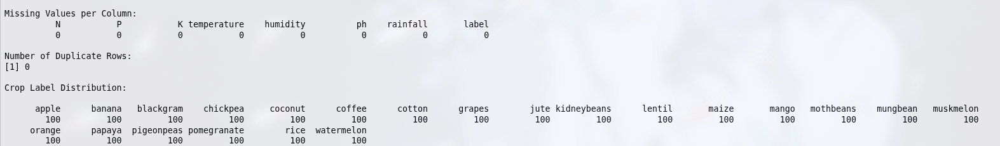 Missing Values per Column:
N P K temperature humidity ph rainfall label
0 0 0 0 0 0 0 0
Number of Duplicate Rows:
[1] 0
Crop Label Distribution:
apple banana blackgram chickpea coconut coffee cotton grapes jute kidneybeans lentil maize mango mothbeans mungbean muskmelon
100 100 100 100 100 100 100 100 100 100 100 100 100 100 100 100
orange papaya pigeonpeas pomegranate rice watermelon
100 100 100 100 100 100